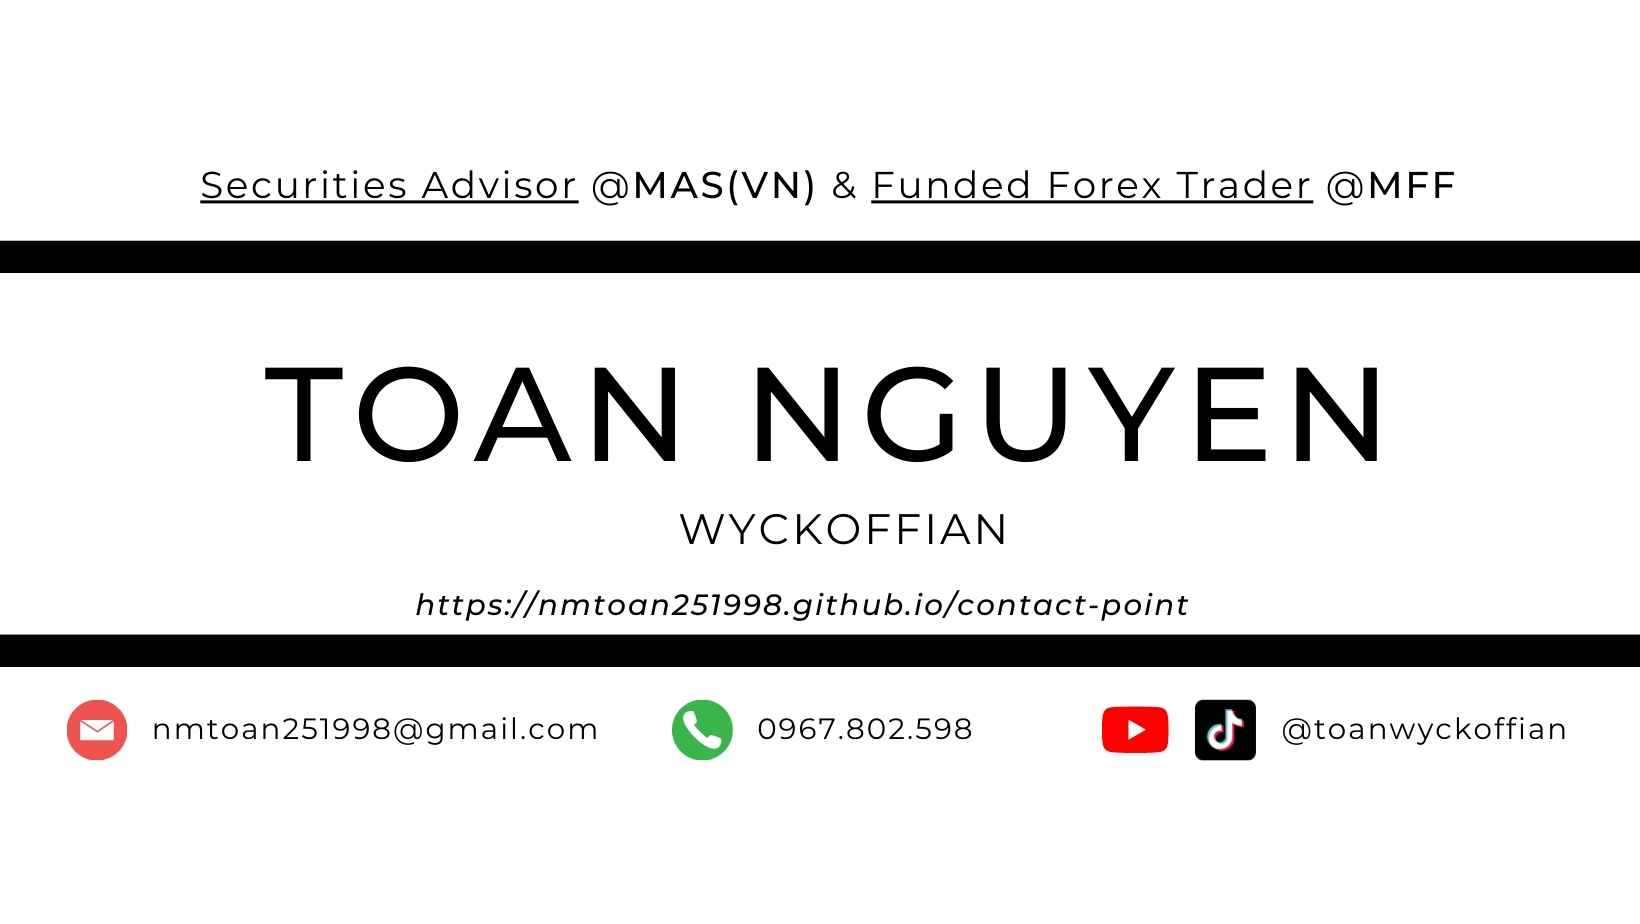 Securities Advisor @MAS(VN) & Funded Forex Trader @MFF
TOAN NGUYEN
WYCKOFFIAN
https://nmtoan251998.github.io/contact-point
nmtoan251998@gmail.com
0967.802.598
@toanwyckoffian